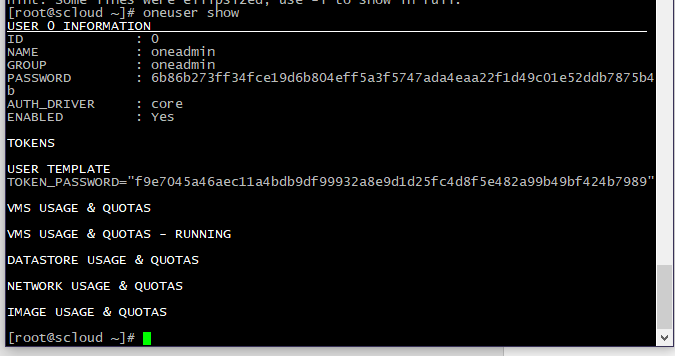 [root@scloud ~]# oneuser show
USER 0 INFORMATION
ID : 0
NAME : oneadmin
GROUP : oneadmin
PASSWORD : 6b86b273ff34fce19d6b804eff5a3f5747ada4eaa22f1d49c01e52ddb7875b4
b
AUTH_DRIVER : core
ENABLED : Yes
TOKENS
USER TEMPLATE
TOKEN_PASSWORD="f9e7045a46aec11a4bdb9df99932a8e9d1d25fc4d8f5e482a99b49bf424b7989"
VMS USAGE & QUOTAS
VMS USAGE & QUOTAS - RUNNING
DATASTORE USAGE & QUOTAS
NETWORK USAGE & QUOTAS
IMAGE USAGE & QUOTAS
[root@scloud ~]#